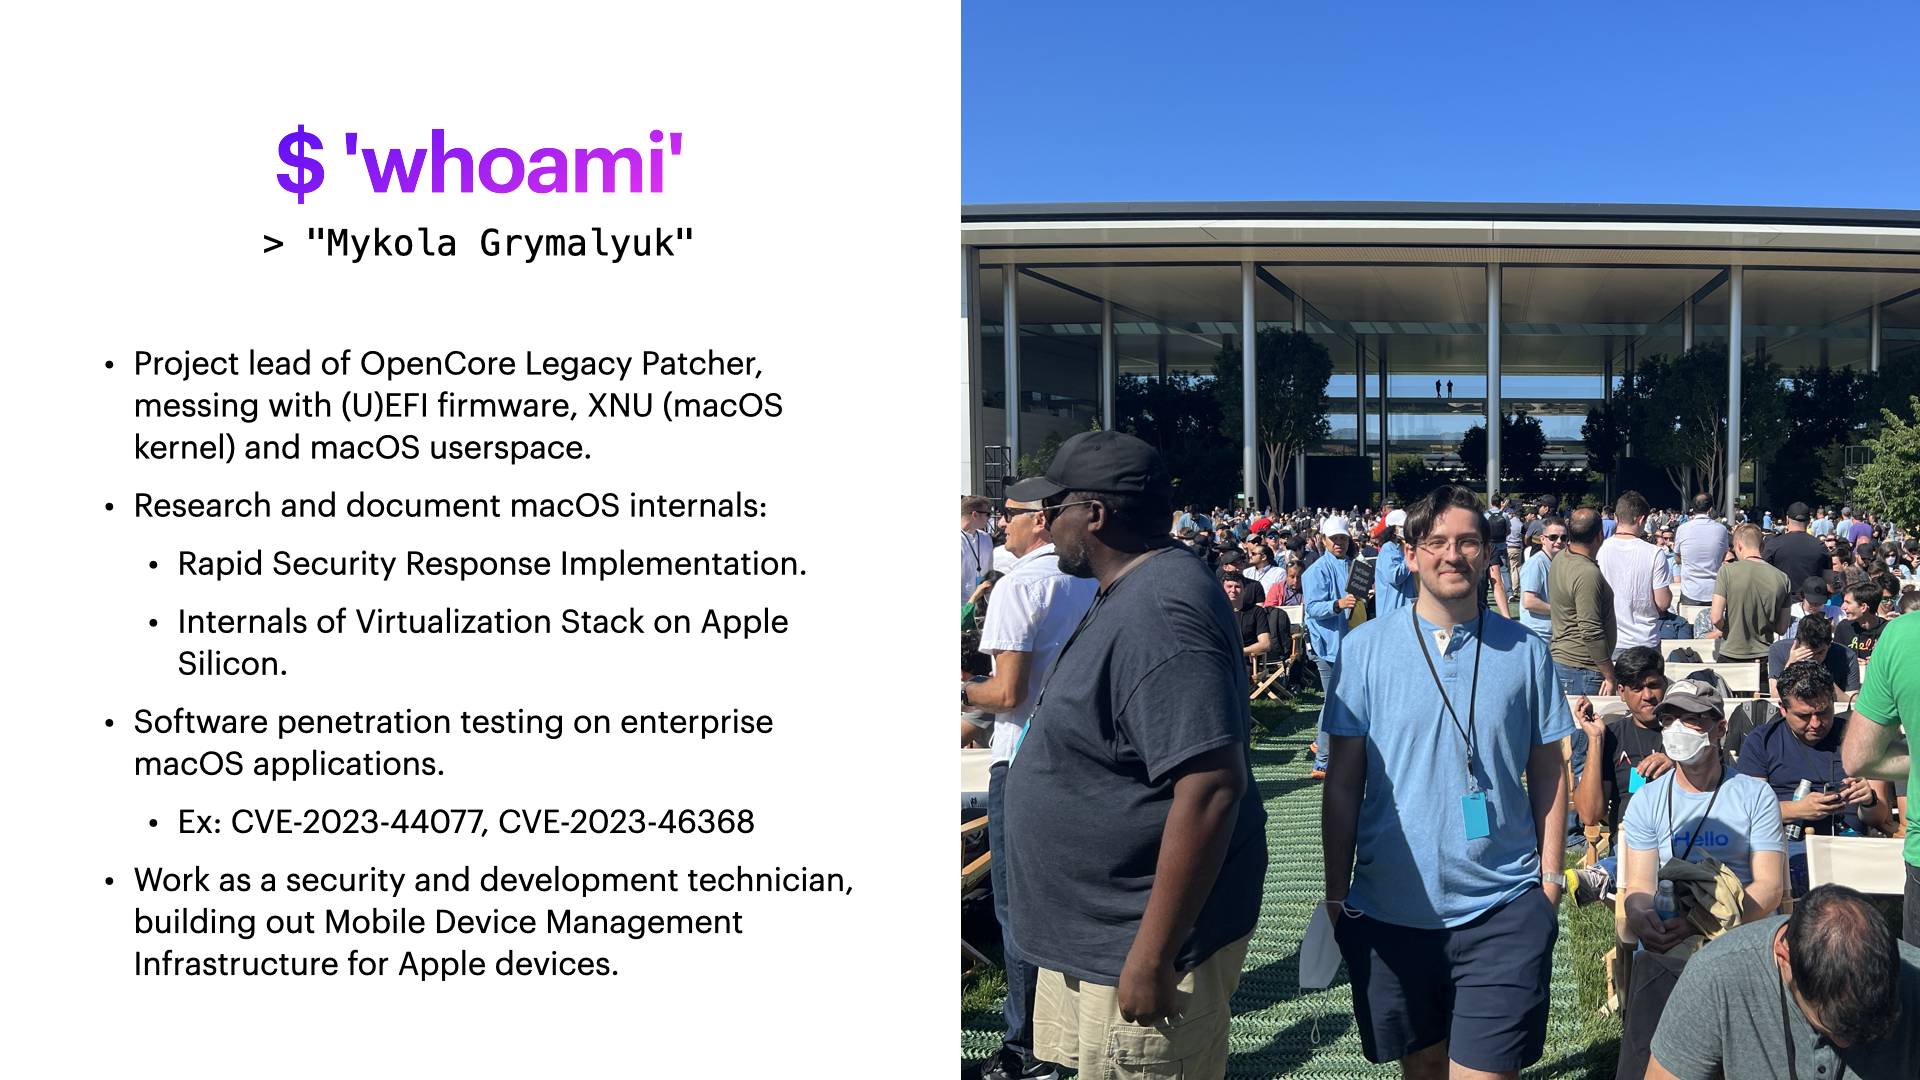 $ 'whoami'
> "Mykola Grymalyuk"
• Project lead of OpenCore Legacy Patcher,
messing with (U)EFI firmware, XNU (macOS
kernel) and macOS userspace.
• Research and document macOS internals:
• Rapid Security Response Implementation.
• Internals of Virtualization Stack on Apple
Silicon.
• Software penetration testing on enterprise
macOS applications.
• Ex: CVE-2023-44077, CVE-2023-46368
• Work as a security and development technician,
building out Mobile Device Management
Infrastructure for Apple devices.
Hello